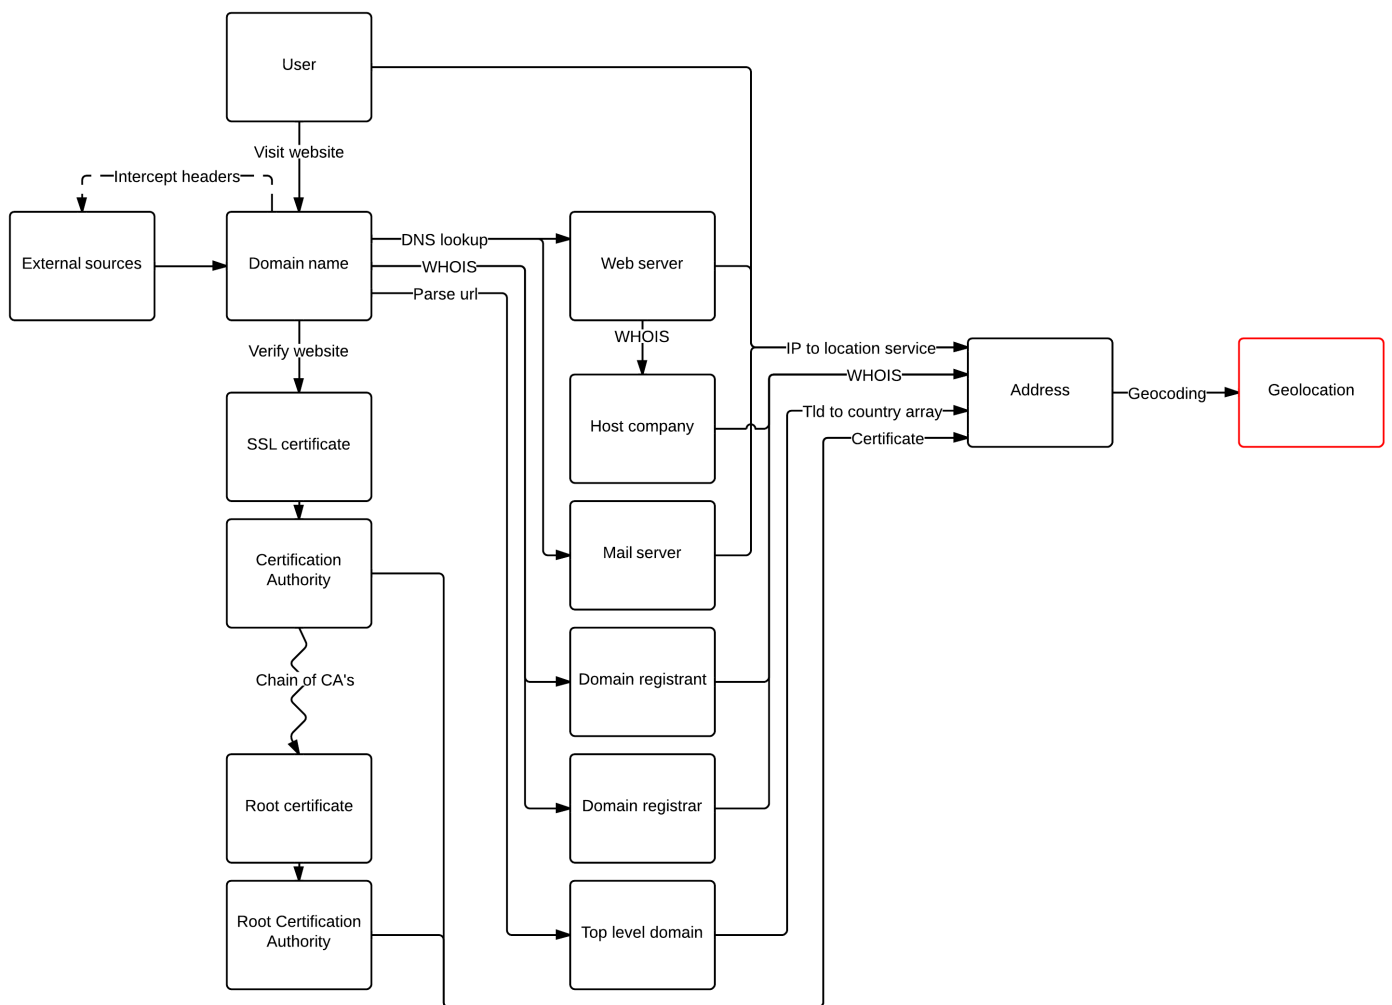 User
Visit website
Intercept headers
External sources
Domain name
DNS lookup
WHOIS
Parse url
Web server
Verify website
WHOIS
IP to location service
WHOIS
Tld to country array
Certificate
Address
Geocoding
Geolocation
SSL certificate
Host company
Certification
Authority
Mail server
Chain of CA's
Domain registrant
Root certificate
Domain registrar
Root Certification
Authority
Top level domain